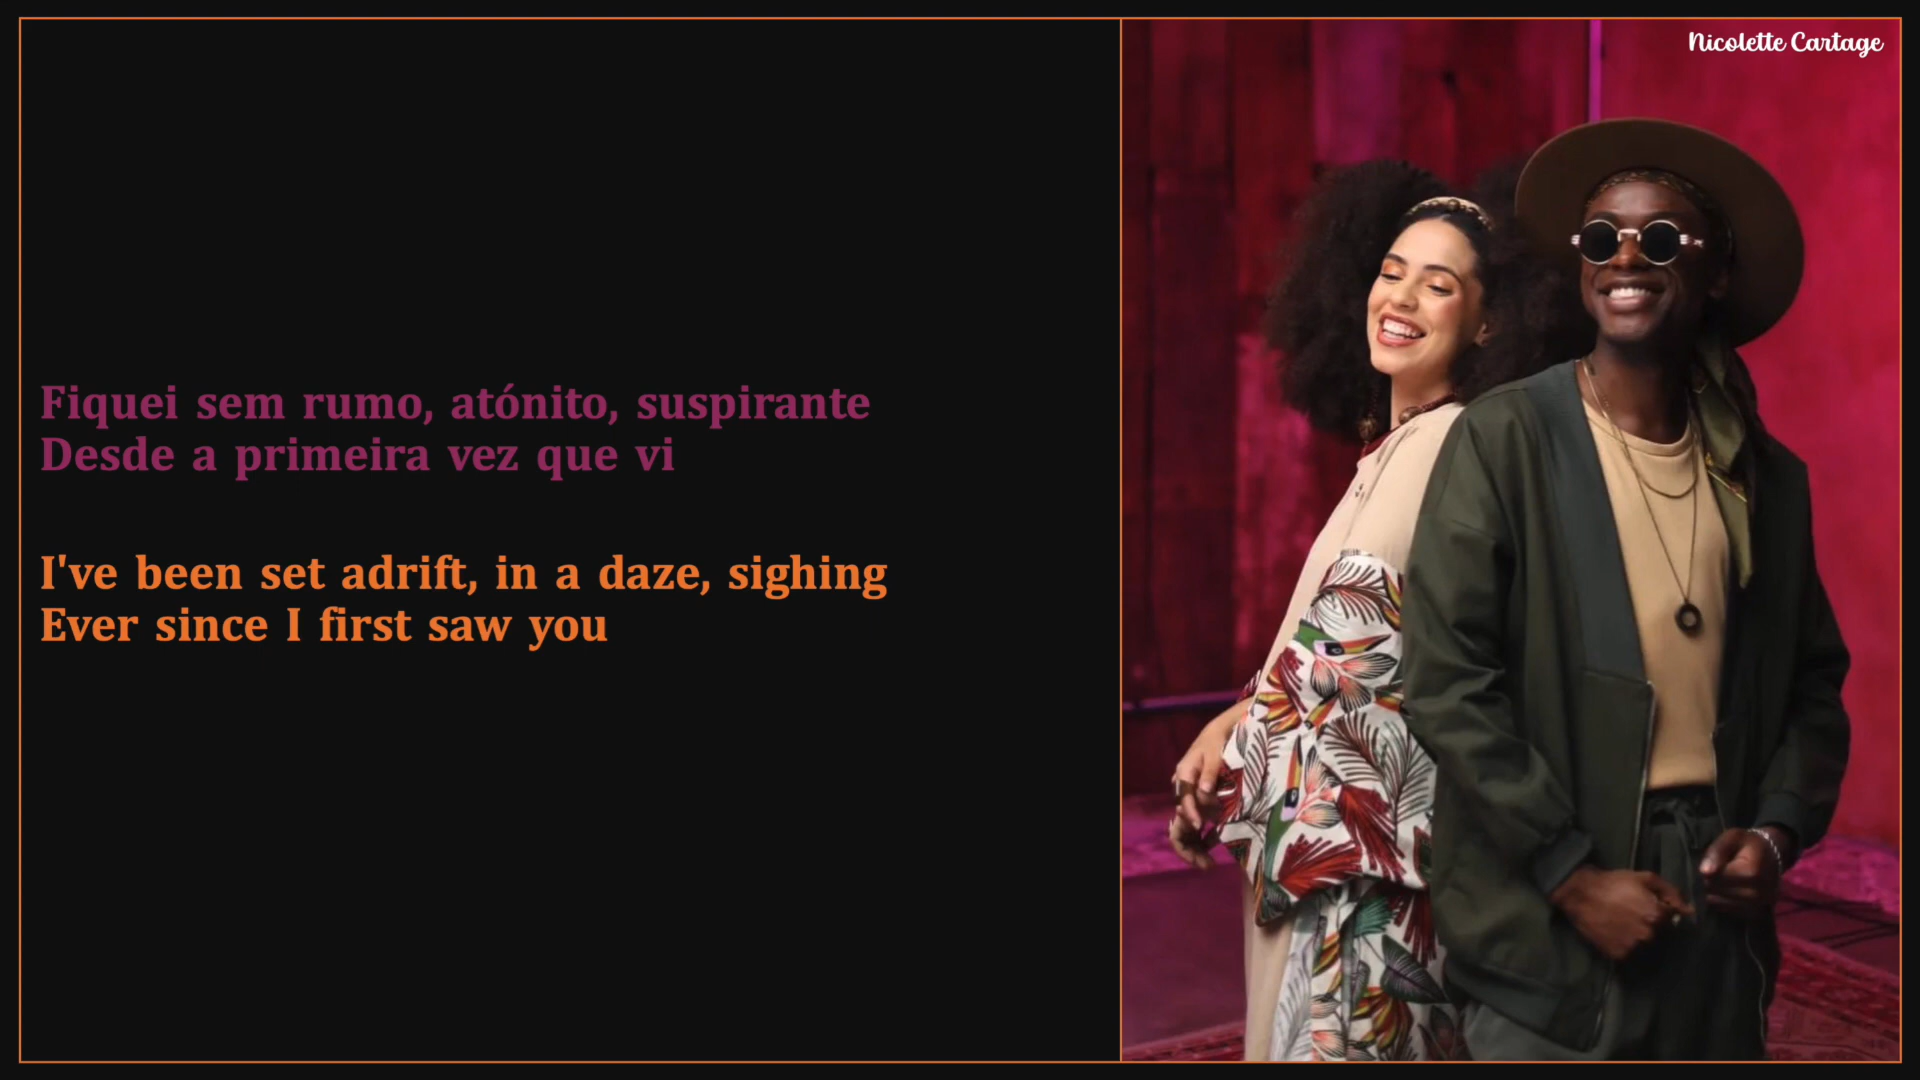 Nicolette Cartage
Fiquei sem rumo, atónito, suspirante
Desde a primeira vez que vi
I've been set adrift, in a daze, sighing
Ever since I first saw you